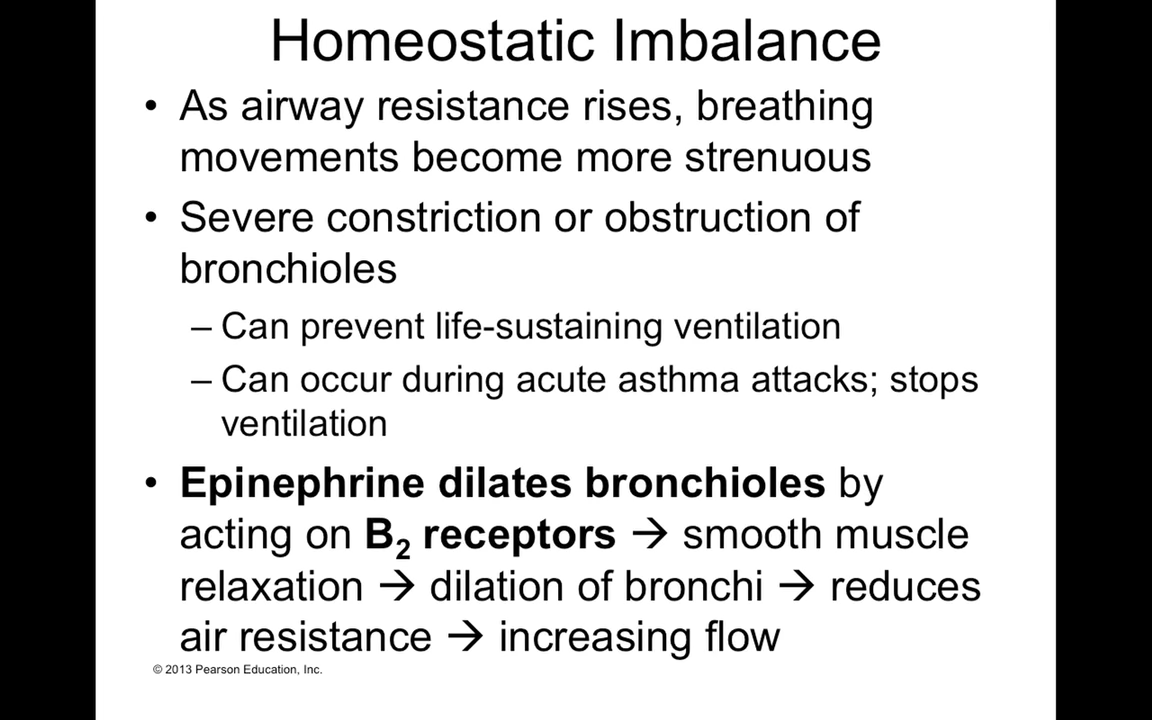 Homeostatic Imbalance
• As airway resistance rises, breathing
movements become more strenuous
• Severe constriction or obstruction of
bronchioles
– Can prevent life-sustaining ventilation
– Can occur during acute asthma attacks; stops
ventilation
• Epinephrine dilates bronchioles by
acting on B₂ receptors → smooth muscle
relaxation → dilation of bronchi → reduces
air resistance → increasing flow
© 2013 Pearson Education, Inc.